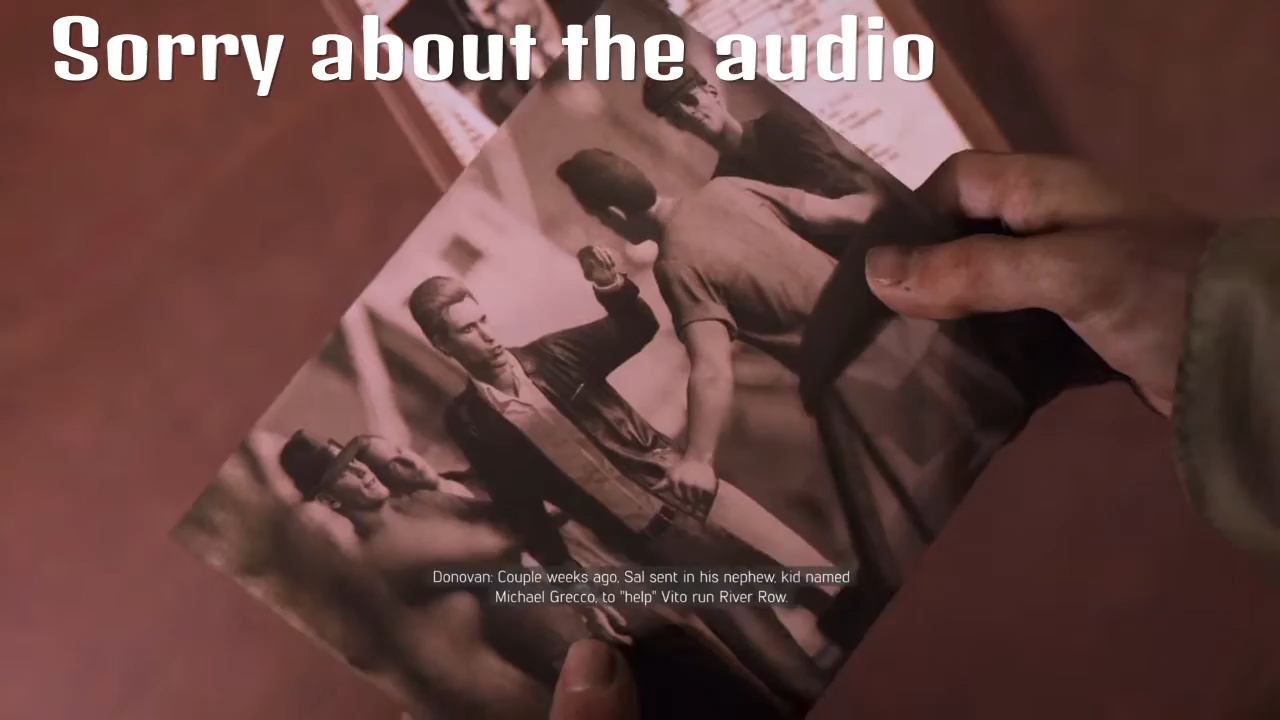 Sorry about the audio
Donovan: Couple weeks ago, Sal sent in his nephew, kid named
Michael Grecco, to "help" Vito run River Row.